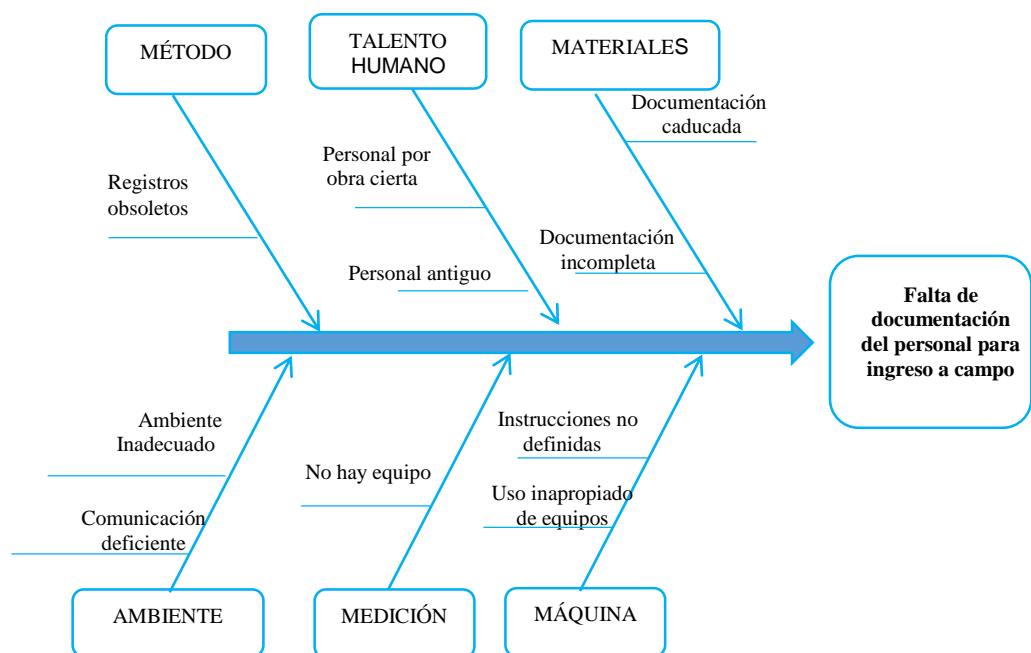 MÉTODO
TALENTO
HUMANO
MATERIALES
Documentación
caducada
Personal por
obra cierta
Registros
obsoletos
Documentación
incompleta
Personal antiguo
Falta de
documentación
del personal para
ingreso a campo
Ambiente
Inadecuado
Instrucciones no
definidas
No hay equipo
Uso inapropiado
de equipos
Comunicación
deficiente
AMBIENTE
MEDICIÓN
MÁQUINA